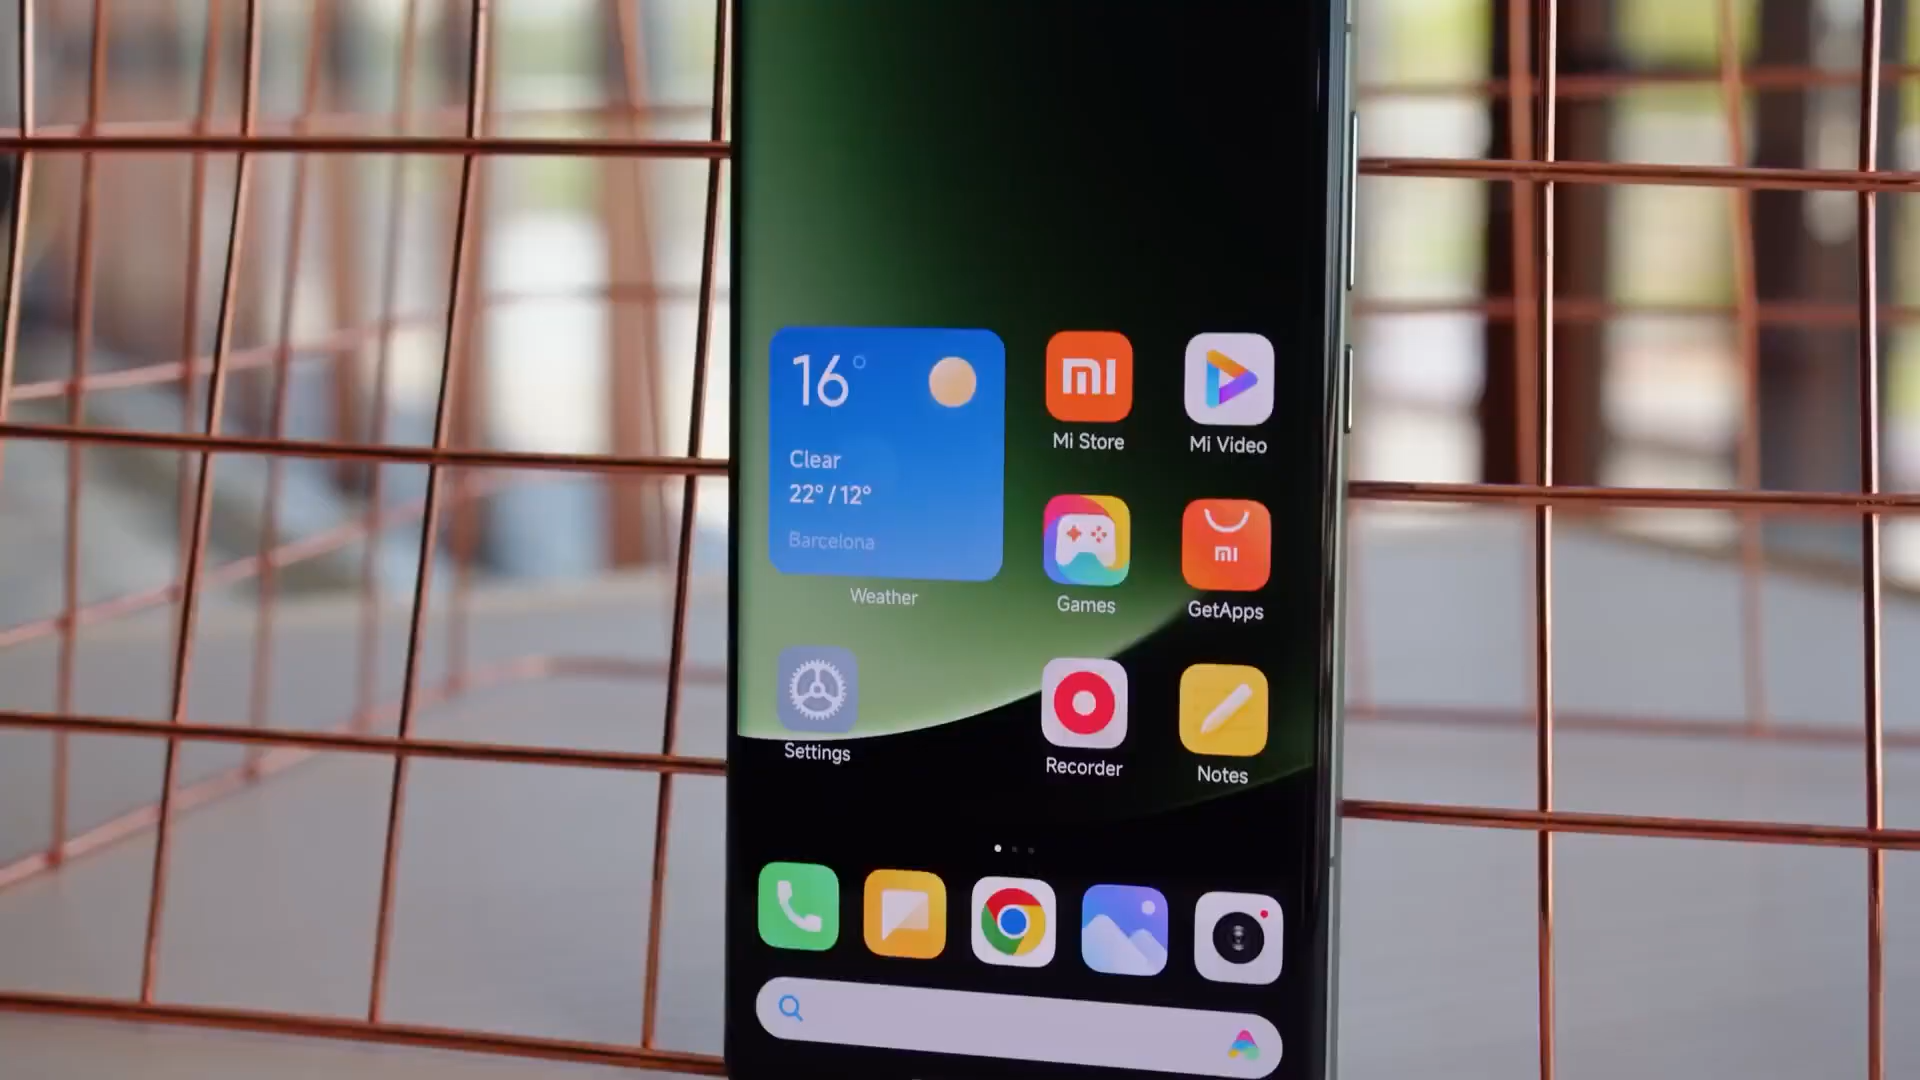 16°
Clear
22° / 12°
Barcelona
Weather
mi
Mi Store
Mi Video
Games
mi
GetApps
Settings
Recorder
Notes